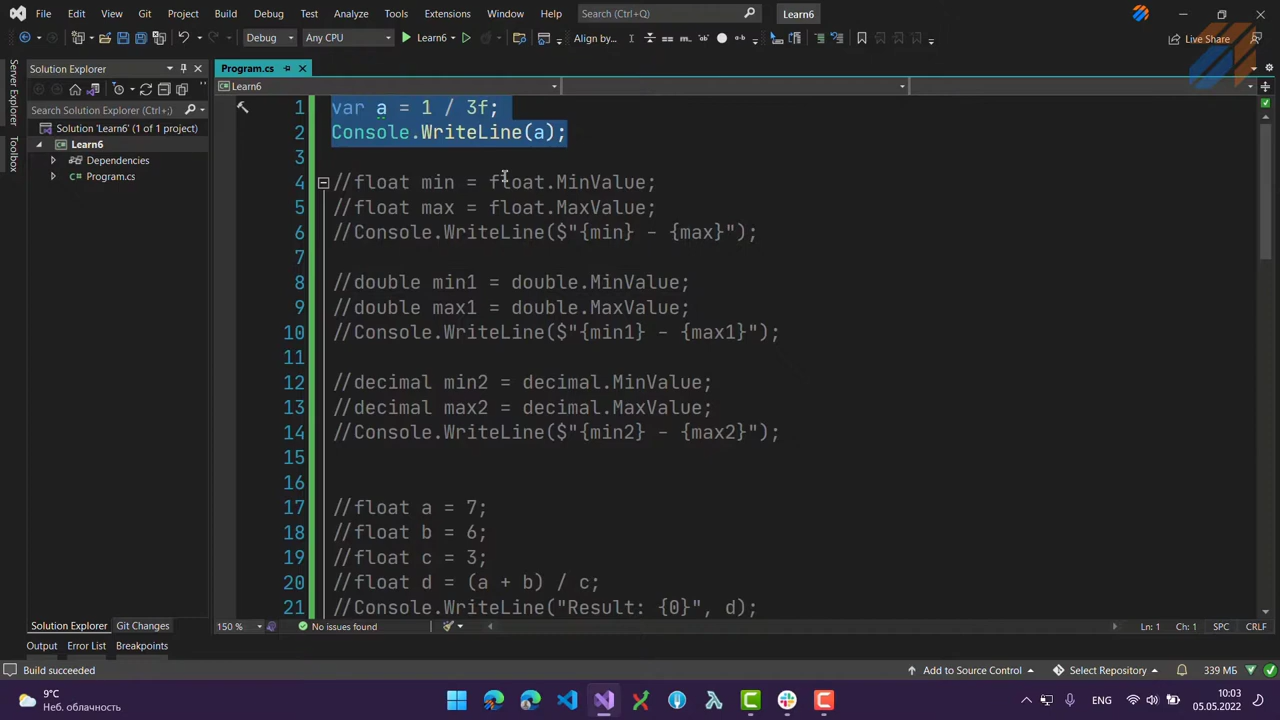 File Edit View Git Project Build Debug Test Analyze Tools Extensions Window Help Search (Ctrl+Q) Learn6
Debug Any CPU Learn6 Align by... Live Share
Server Explorer
Toolbox
Solution Explorer
Search Solution Explorer (Ctrl+;)
Solution 'Learn6' (1 of 1 project)
Learn6
Dependencies
Program.cs
Program.cs
Learn6
1 var a = 1 / 3f;
2 Console.WriteLine(a);
3
4 //float min = float.MinValue;
5 //float max = float.MaxValue;
6 //Console.WriteLine($"{min} - {max}");
7
8 //double min1 = double.MinValue;
9 //double max1 = double.MaxValue;
10 //Console.WriteLine($"{min1} - {max1}");
11
12 //decimal min2 = decimal.MinValue;
13 //decimal max2 = decimal.MaxValue;
14 //Console.WriteLine($"{min2} - {max2}");
15
16
17 //float a = 7;
18 //float b = 6;
19 //float c = 3;
20 //float d = (a + b) / c;
21 //Console.WriteLine("Result: {0}", d);
Solution Explorer Git Changes
150 % No issues found Ln: 1 Ch: 1 SPC CRLF
Output Error List Breakpoints
Build succeeded Add to Source Control Select Repository 339 МБ
9°C
Неб. облачность
ENG
10:03
05.05.2022